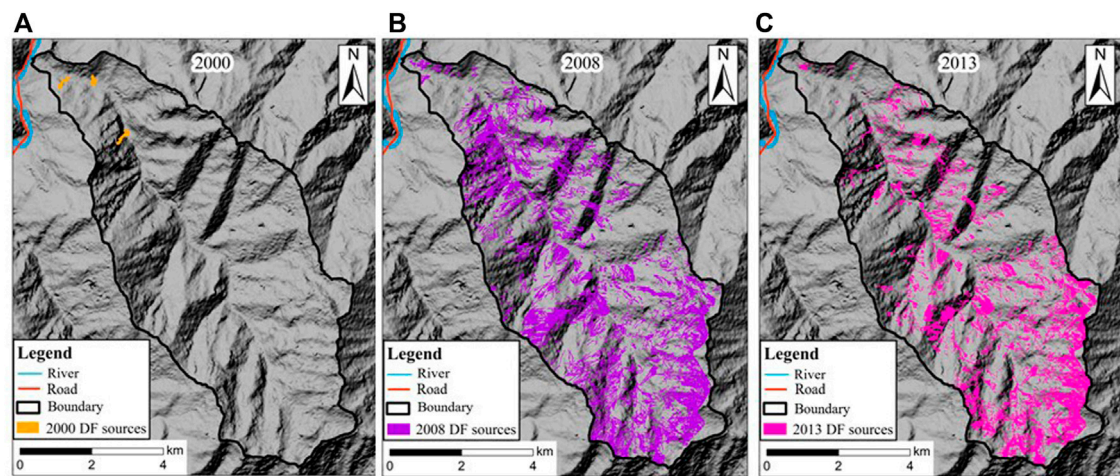 A
2000
N
Legend
River
Road
Boundary
2000 DF sources
0 2 4 km
B
2008
N
Legend
River
Road
Boundary
2008 DF sources
0 2 4 km
C
2013
N
Legend
River
Road
Boundary
2013 DF sources
0 2 4 km